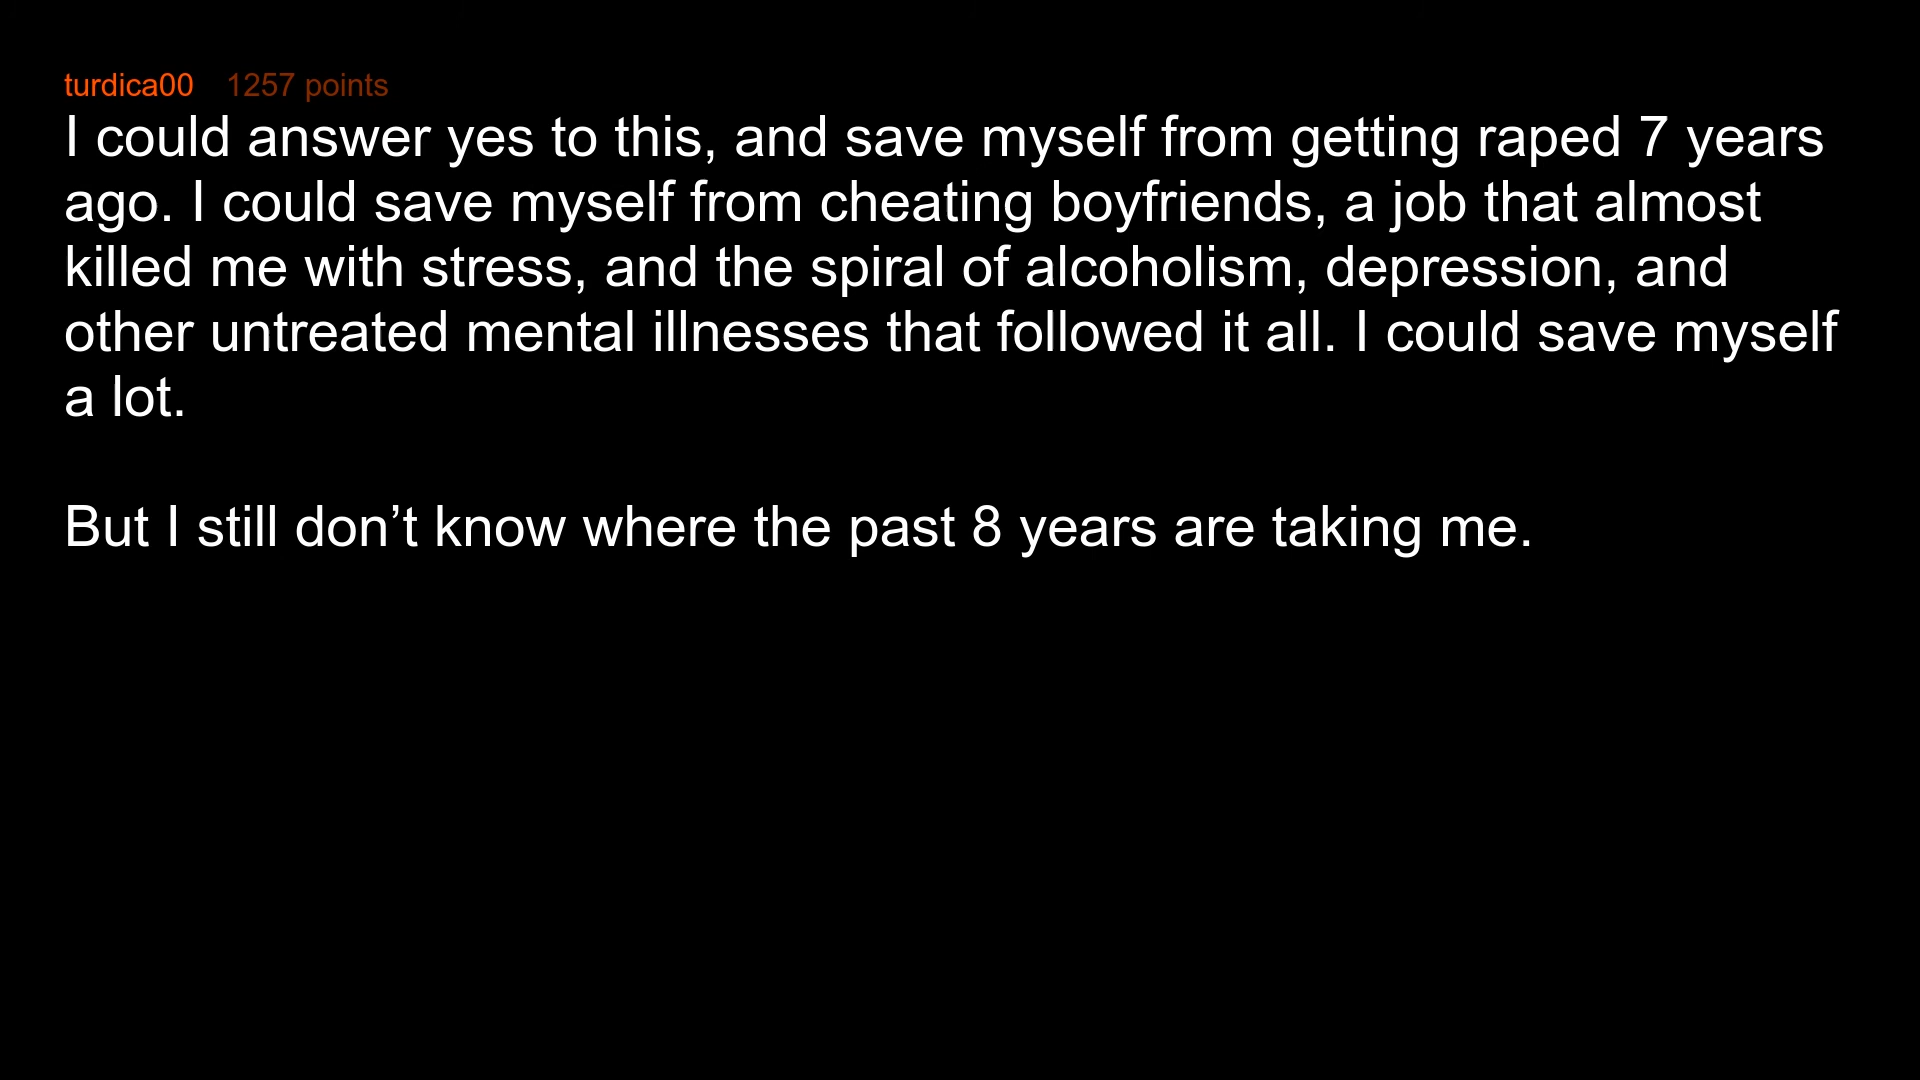 turdica00 1257 points
I could answer yes to this, and save myself from getting raped 7 years
ago. I could save myself from cheating boyfriends, a job that almost
killed me with stress, and the spiral of alcoholism, depression, and
other untreated mental illnesses that followed it all. I could save myself
a lot.
But I still don’t know where the past 8 years are taking me.